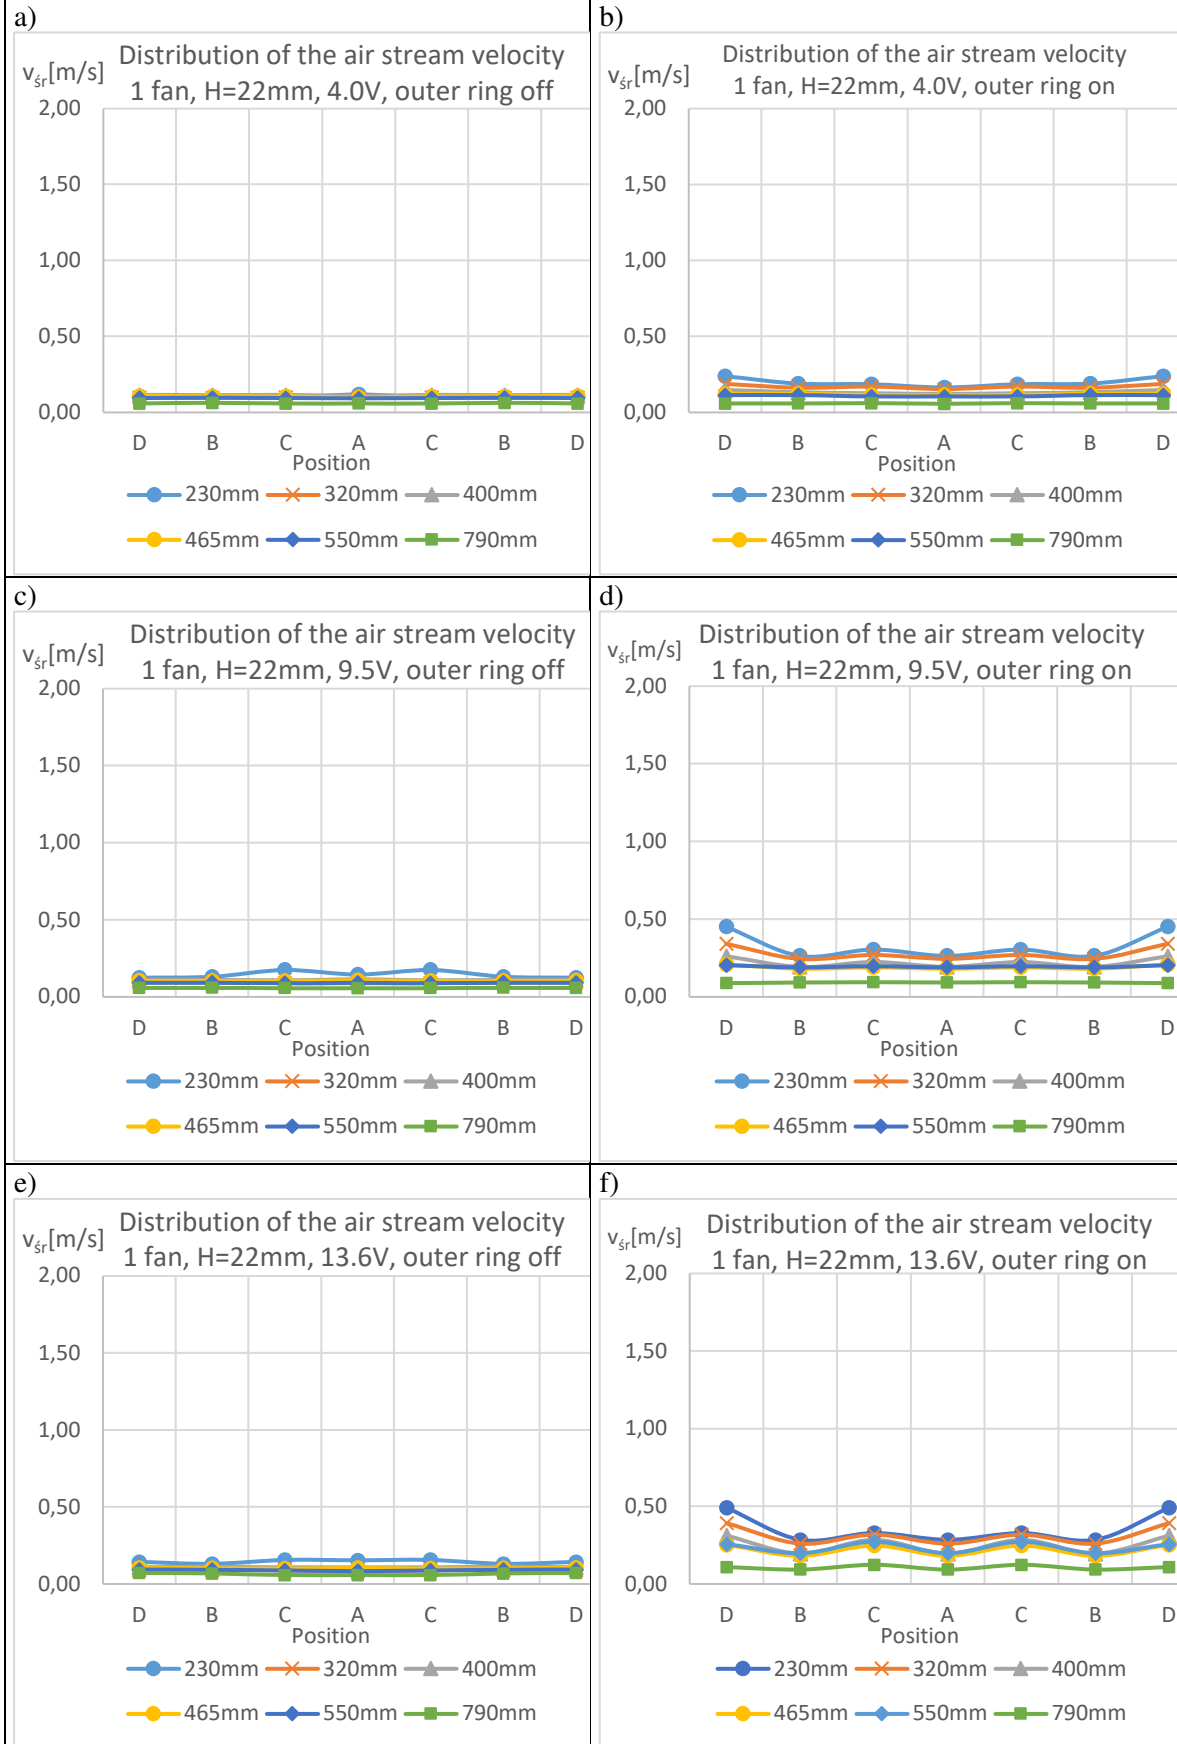 a)
Distribution of the air stream velocity
1 fan, H=22mm, 4.0V, outer ring off
vśr[m/s]
2,00
1,50
1,00
0,50
0,00
D B C A C B D
Position
230mm 320mm 400mm
465mm 550mm 790mm
b)
Distribution of the air stream velocity
1 fan, H=22mm, 4.0V, outer ring on
vśr[m/s]
2,00
1,50
1,00
0,50
0,00
D B C A C B D
Position
230mm 320mm 400mm
465mm 550mm 790mm
c)
Distribution of the air stream velocity
1 fan, H=22mm, 9.5V, outer ring off
vśr[m/s]
2,00
1,50
1,00
0,50
0,00
D B C A C B D
Position
230mm 320mm 400mm
465mm 550mm 790mm
d)
Distribution of the air stream velocity
1 fan, H=22mm, 9.5V, outer ring on
vśr[m/s]
2,00
1,50
1,00
0,50
0,00
D B C A C B D
Position
230mm 320mm 400mm
465mm 550mm 790mm
e)
Distribution of the air stream velocity
1 fan, H=22mm, 13.6V, outer ring off
vśr[m/s]
2,00
1,50
1,00
0,50
0,00
D B C A C B D
Position
230mm 320mm 400mm
465mm 550mm 790mm
f)
Distribution of the air stream velocity
1 fan, H=22mm, 13.6V, outer ring on
vśr[m/s]
2,00
1,50
1,00
0,50
0,00
D B C A C B D
Position
230mm 320mm 400mm
465mm 550mm 790mm